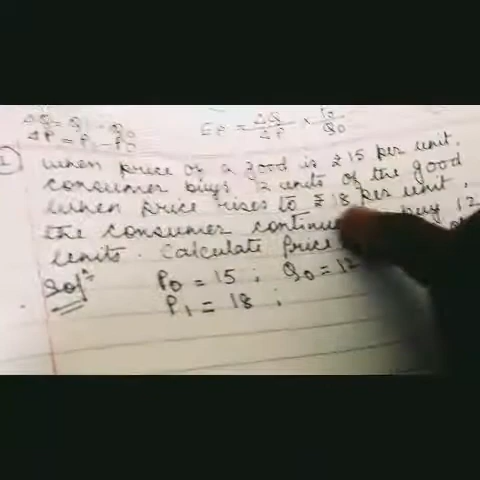 ΔQ = Q1 - Q0
ΔP = P1 - P0
EP = ΔQ/ΔP × P0/Q0
When price of a good is ₹15 per unit,
consumer buys 12 units of the good
When price rises to ₹18 per unit,
the consumer continue buy 12
units. Calculate price
Sol^n P0 = 15 ; Q0 = 12
P1 = 18 ;